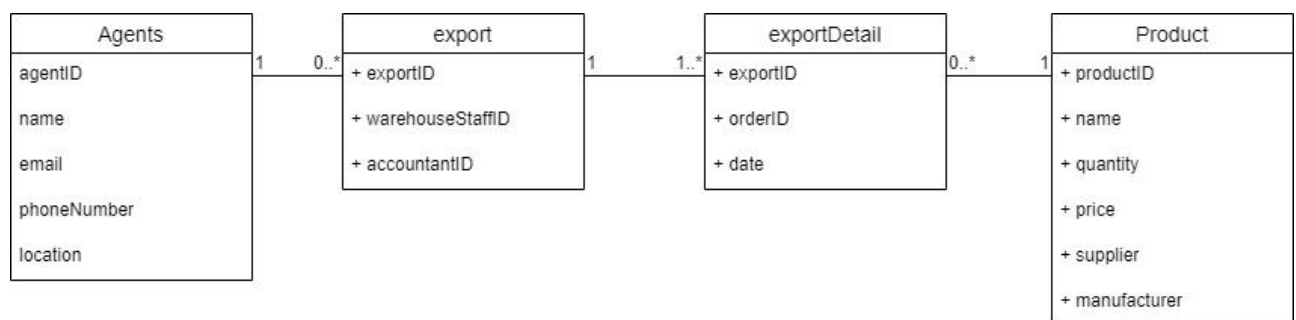 Agents
agentID
name
email
phoneNumber
location
1
0..*
export
+ exportID
+ warehouseStaffID
+ accountantID
1
1..*
exportDetail
+ exportID
+ orderID
+ date
0..*
1
Product
+ productID
+ name
+ quantity
+ price
+ supplier
+ manufacturer